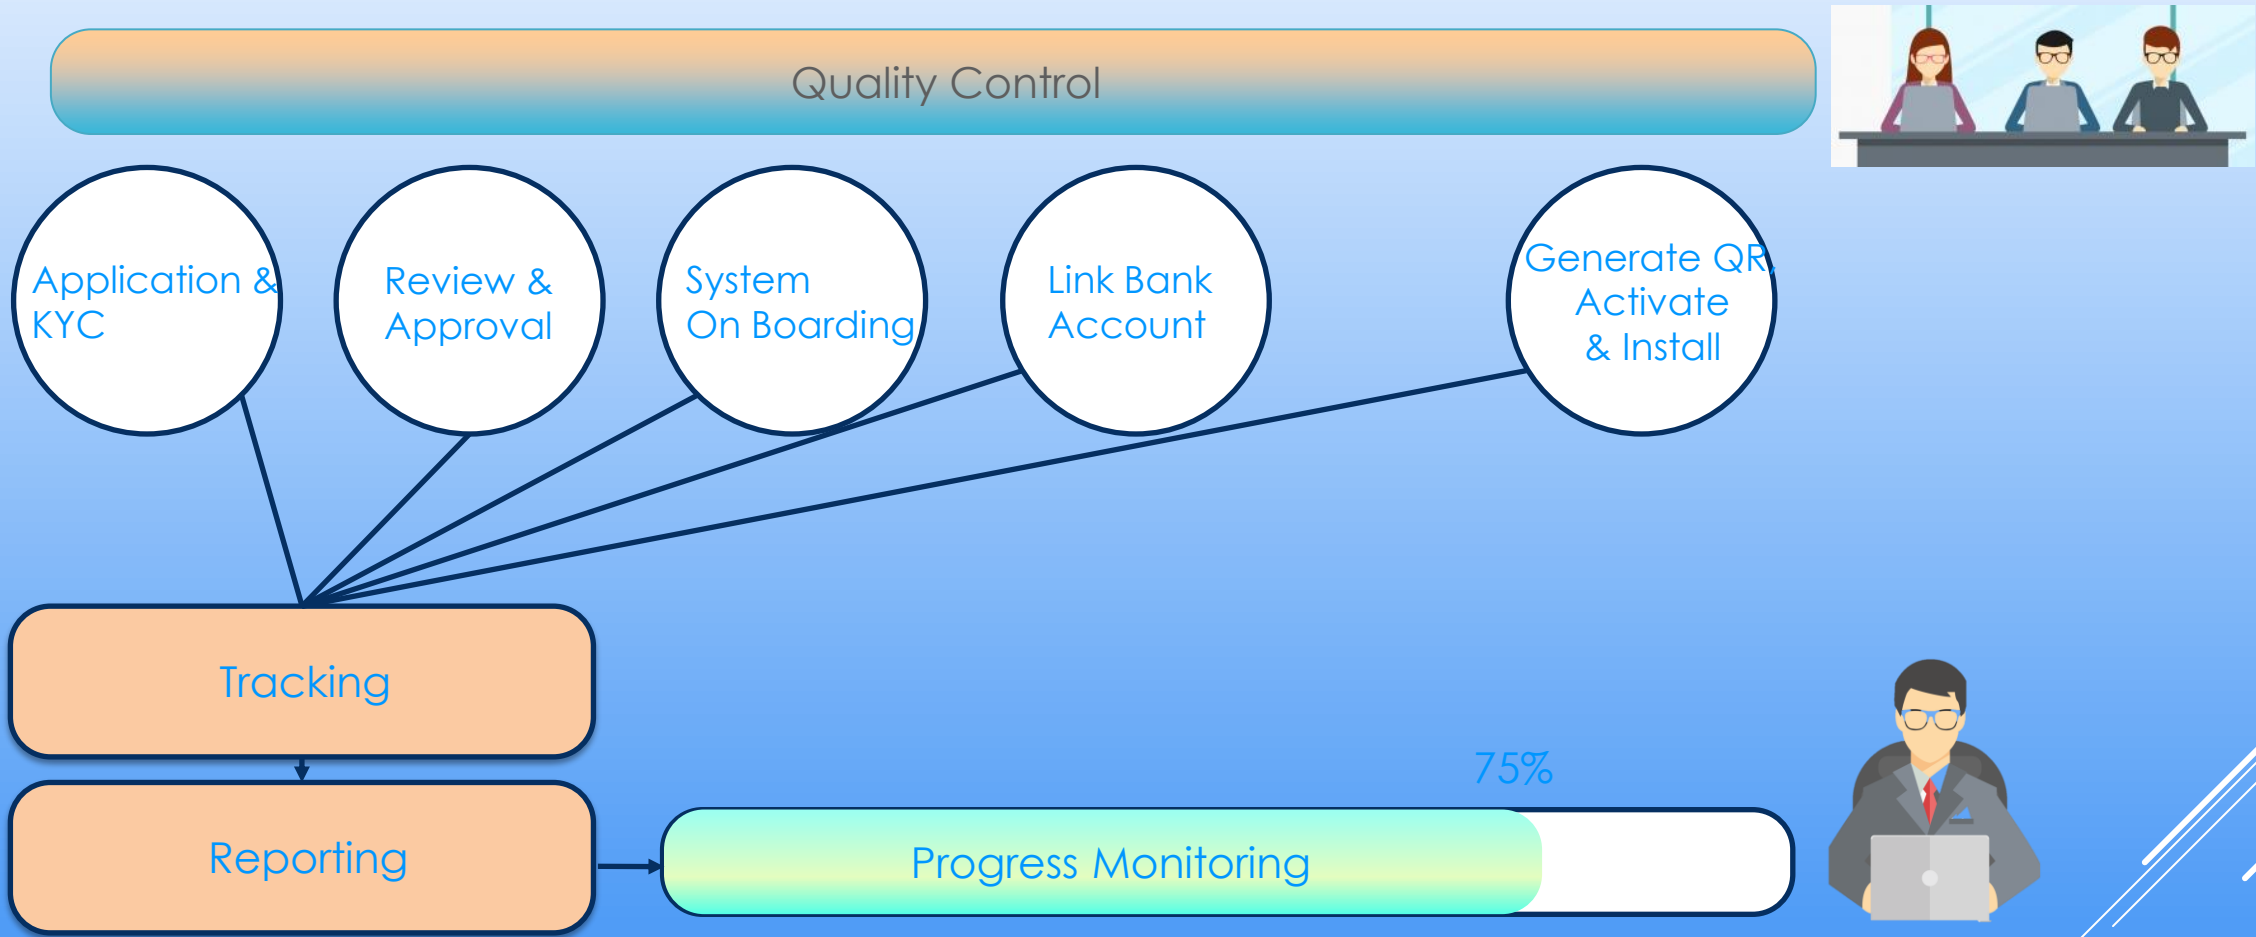 Quality Control
Application &
KYC
Review &
Approval
System
On Boarding
Link Bank
Account
Generate QR,
Activate
& Install
Tracking
Reporting
75%
Progress Monitoring